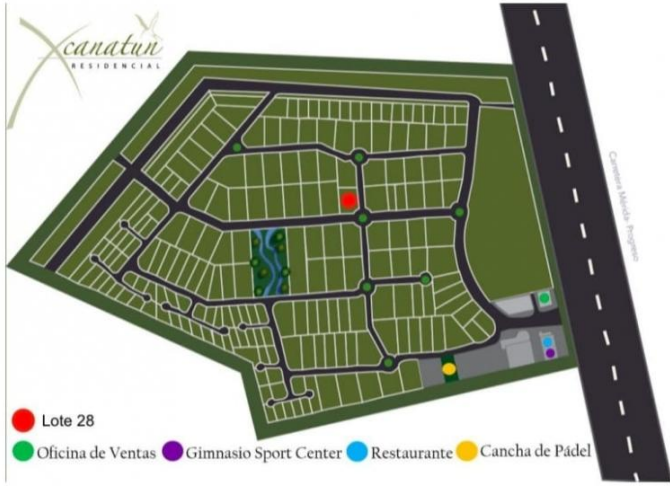 Xcanatun
RESIDENCIAL
Carretera Mérida- Progreso
Lote 28
Oficina de Ventas
Gimnasio Sport Center
Restaurante
Cancha de Pádel